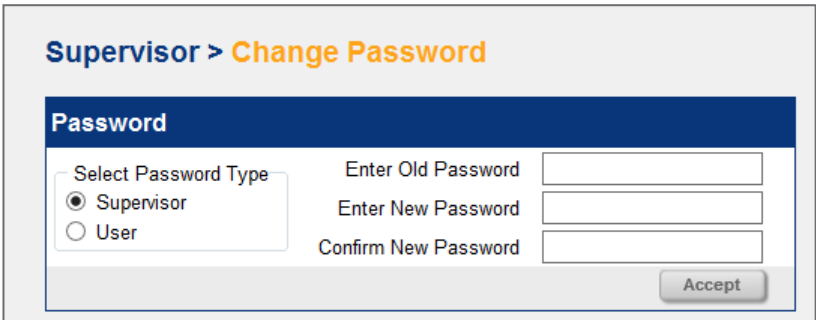 Supervisor > Change Password
Password
Select Password Type
Supervisor
User
Enter Old Password
Enter New Password
Confirm New Password
Accept